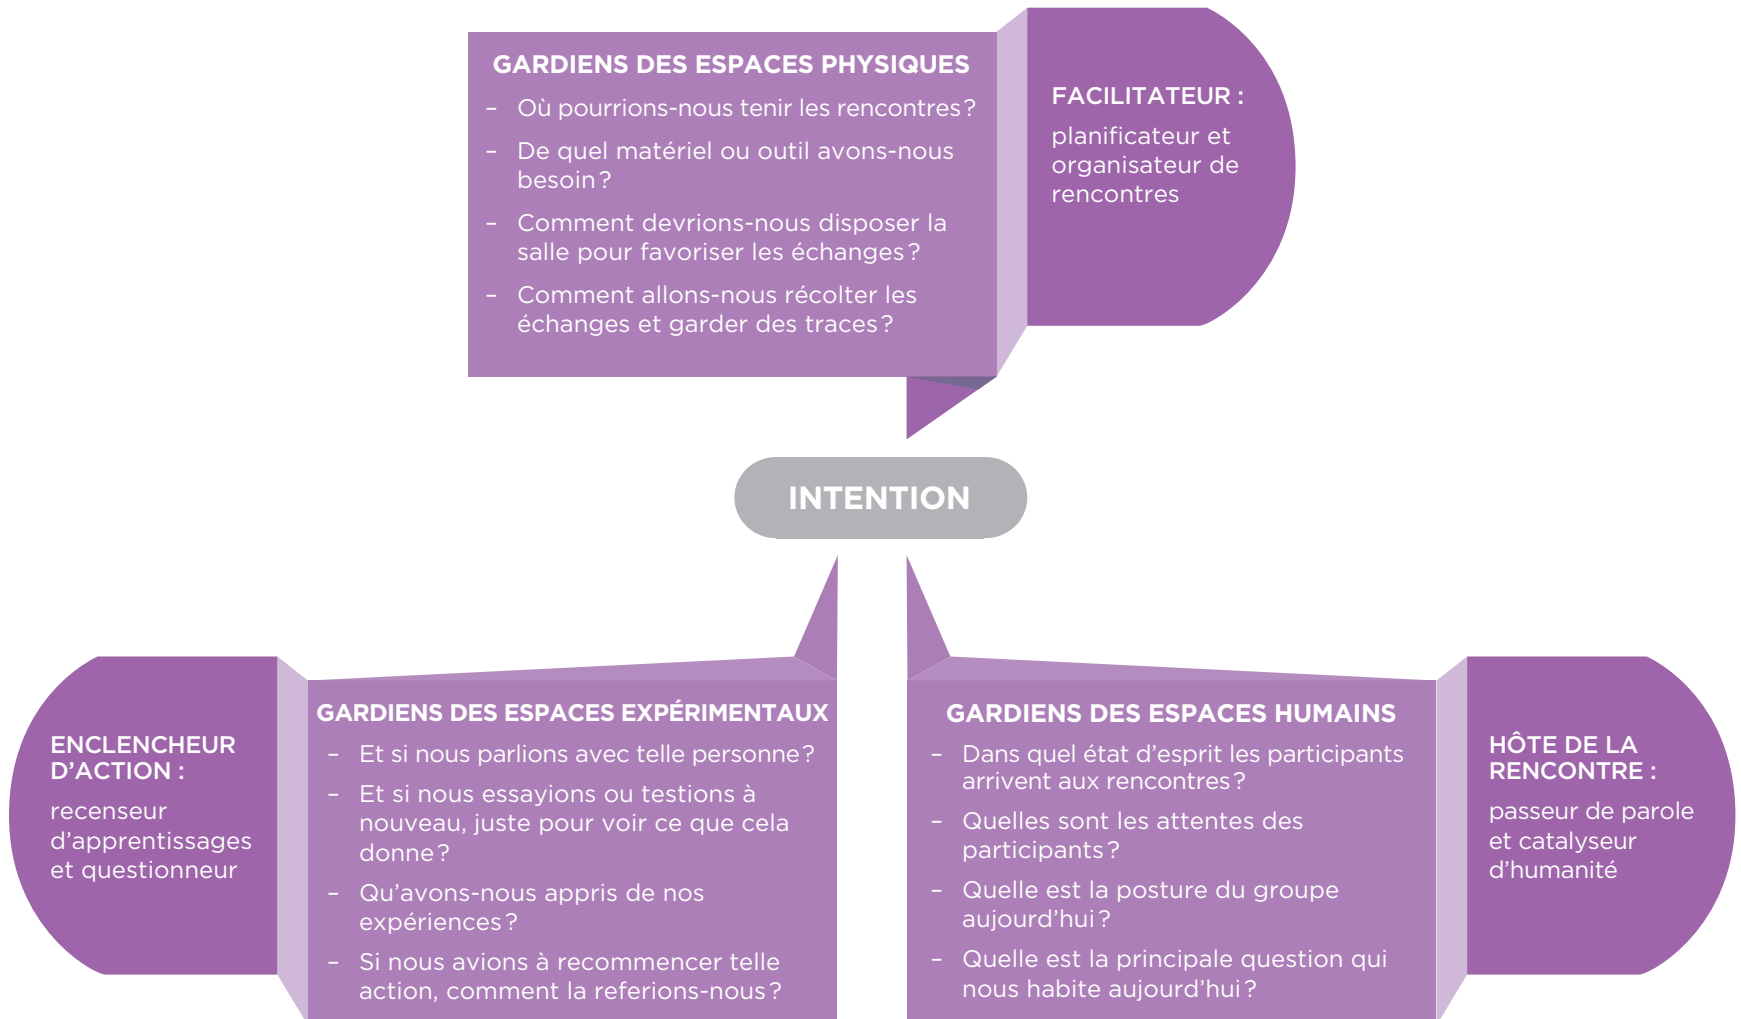 GARDIENS DES ESPACES PHYSIQUES
– Où pourrions-nous tenir les rencontres ?
– De quel matériel ou outil avons-nous
besoin ?
– Comment devrions-nous disposer la
salle pour favoriser les échanges ?
– Comment allons-nous récolter les
échanges et garder des traces ?
FACILITATEUR :
planificateur et
organisateur de
rencontres
INTENTION
ENCLENCHEUR
D’ACTION :
recenseur
d’apprentissages
et questionneur
GARDIENS DES ESPACES EXPÉRIMENTAUX
– Et si nous parlions avec telle personne ?
– Et si nous essayions ou testions à
nouveau, juste pour voir ce que cela
donne ?
– Qu’avons-nous appris de nos
expériences ?
– Si nous avions à recommencer telle
action, comment la referions-nous ?
GARDIENS DES ESPACES HUMAINS
– Dans quel état d’esprit les participants
arrivent aux rencontres ?
– Quelles sont les attentes des
participants ?
– Quelle est la posture du groupe
aujourd’hui ?
– Quelle est la principale question qui
nous habite aujourd’hui ?
HÔTE DE LA
RENCONTRE :
passeur de parole
et catalyseur
d’humanité